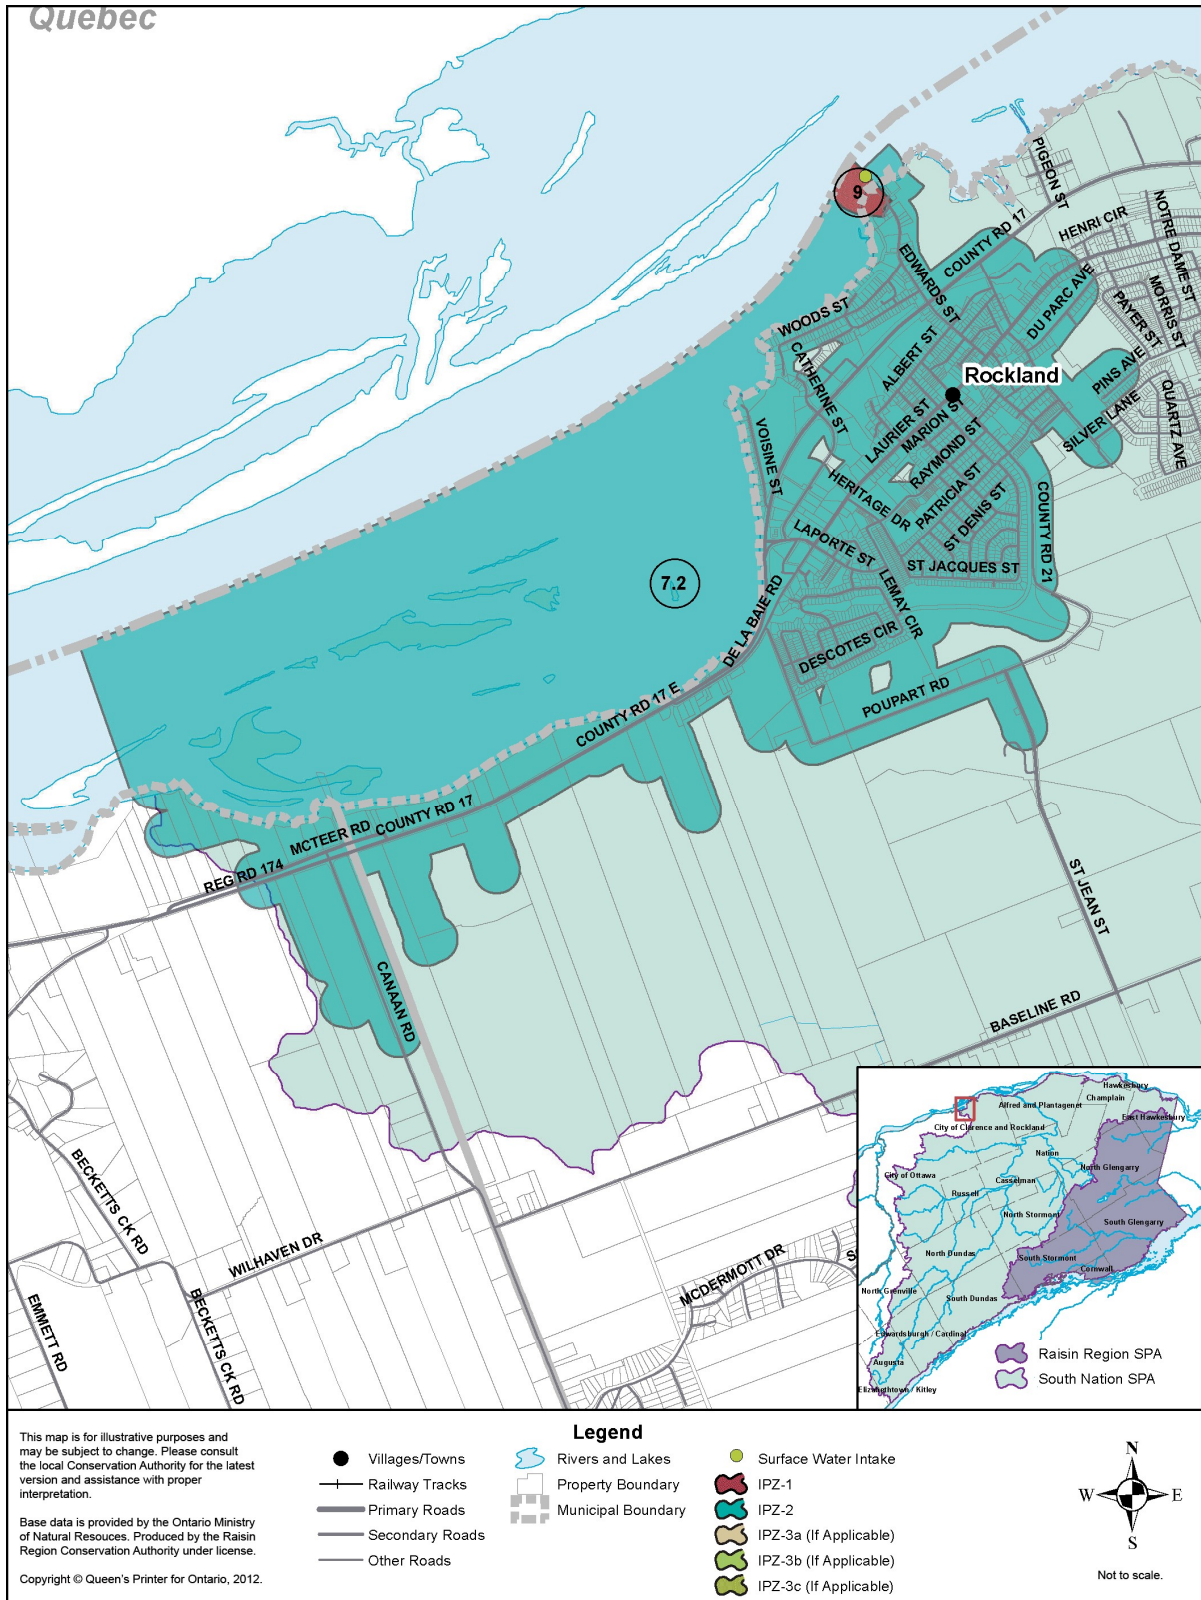 Quebec
9
PIGEON ST
COUNTY RD 17
HENRI CIR
NOTRE DAME ST
EDWARDS ST
MORRIS ST
DU PARC AVE
PAYER ST
WOODS ST
CATHERINE ST
ALBERT ST
Rockland
PINS AVE
QUARTZ AVE
SILVER LANE
LAURIER ST
MARION ST
VOISINE ST
RAYMOND ST
HERITAGE DR
PATRICIA ST
ST DENIS ST
COUNTY RD 21
LAPORTE ST
ST JACQUES ST
7.2
LEMAY CIR
DE LA BAIE RD
DESCOTES CIR
POUPART RD
COUNTY RD 17 E
COUNTY RD 17
MCTEER RD
REG RD 174
ST JEAN ST
CANAAN RD
BASELINE RD
BECKETTS CK RD
WILHAVEN DR
MCDERMOTT DR
S
EMMETT RD
BECKETTS CK RD
Hawkesbury
Champlain
Alfred and Plantagenet
East Hawkesbury
City of Clarence and Rockland
Nation
North Glengarry
City of Ottawa
Casselman
Russell
North Stormont
South Glengarry
North Dundas
South Stormont
Cornwall
North Grenville
South Dundas
Edwardsburgh / Cardinal
Augusta
Elizabethtown / Kitley
Raisin Region SPA
South Nation SPA
This map is for illustrative purposes and
may be subject to change. Please consult
the local Conservation Authority for the latest
version and assistance with proper
interpretation.
Base data is provided by the Ontario Ministry
of Natural Resouces. Produced by the Raisin
Region Conservation Authority under license.
Copyright © Queen's Printer for Ontario, 2012.
Legend
Villages/Towns
Railway Tracks
Primary Roads
Secondary Roads
Other Roads
Rivers and Lakes
Property Boundary
Municipal Boundary
Surface Water Intake
IPZ-1
IPZ-2
IPZ-3a (If Applicable)
IPZ-3b (If Applicable)
IPZ-3c (If Applicable)
N
W E
S
Not to scale.